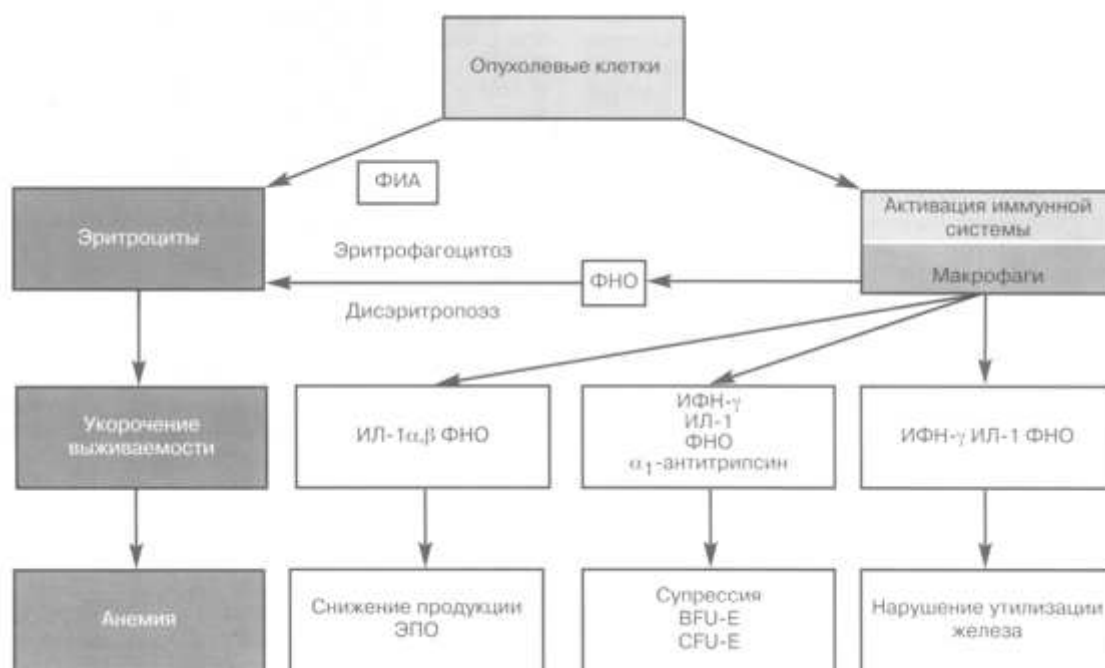 Опухолевые клетки
ФИА
Активация иммунной
системы
Эритроциты
Эритрофагоцитоз
ФНО
Макрофаги
Дисэритропоэз
Укорочение
выживаемости
ИЛ-1α,β ФНО
ИФН-γ
ИЛ-1
ФНО
α1-антитрипсин
ИФН-γ ИЛ-1 ФНО
Анемия
Снижение продукции
ЭПО
Супрессия
BFU-E
CFU-E
Нарушение утилизации
железа